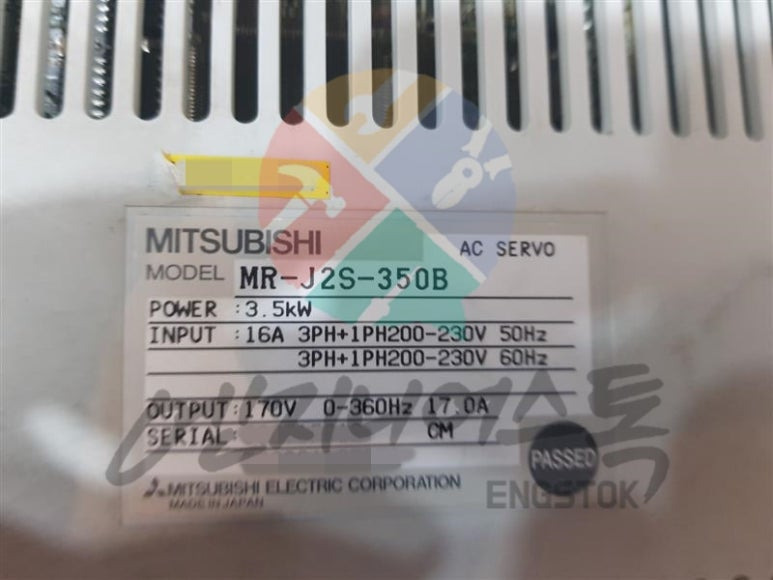 MITSUBISHI AC SERVO
MODEL MR-J2S-350B
POWER :3.5kW
INPUT :16A 3PH+1PH200-230V 50Hz
3PH+1PH200-230V 60Hz
OUTPUT:170V 0-360Hz 17.0A
SERIAL: CM
PASSED
엔지니어스톡
ENGSTOK
MITSUBISHI ELECTRIC CORPORATION
MADE IN JAPAN